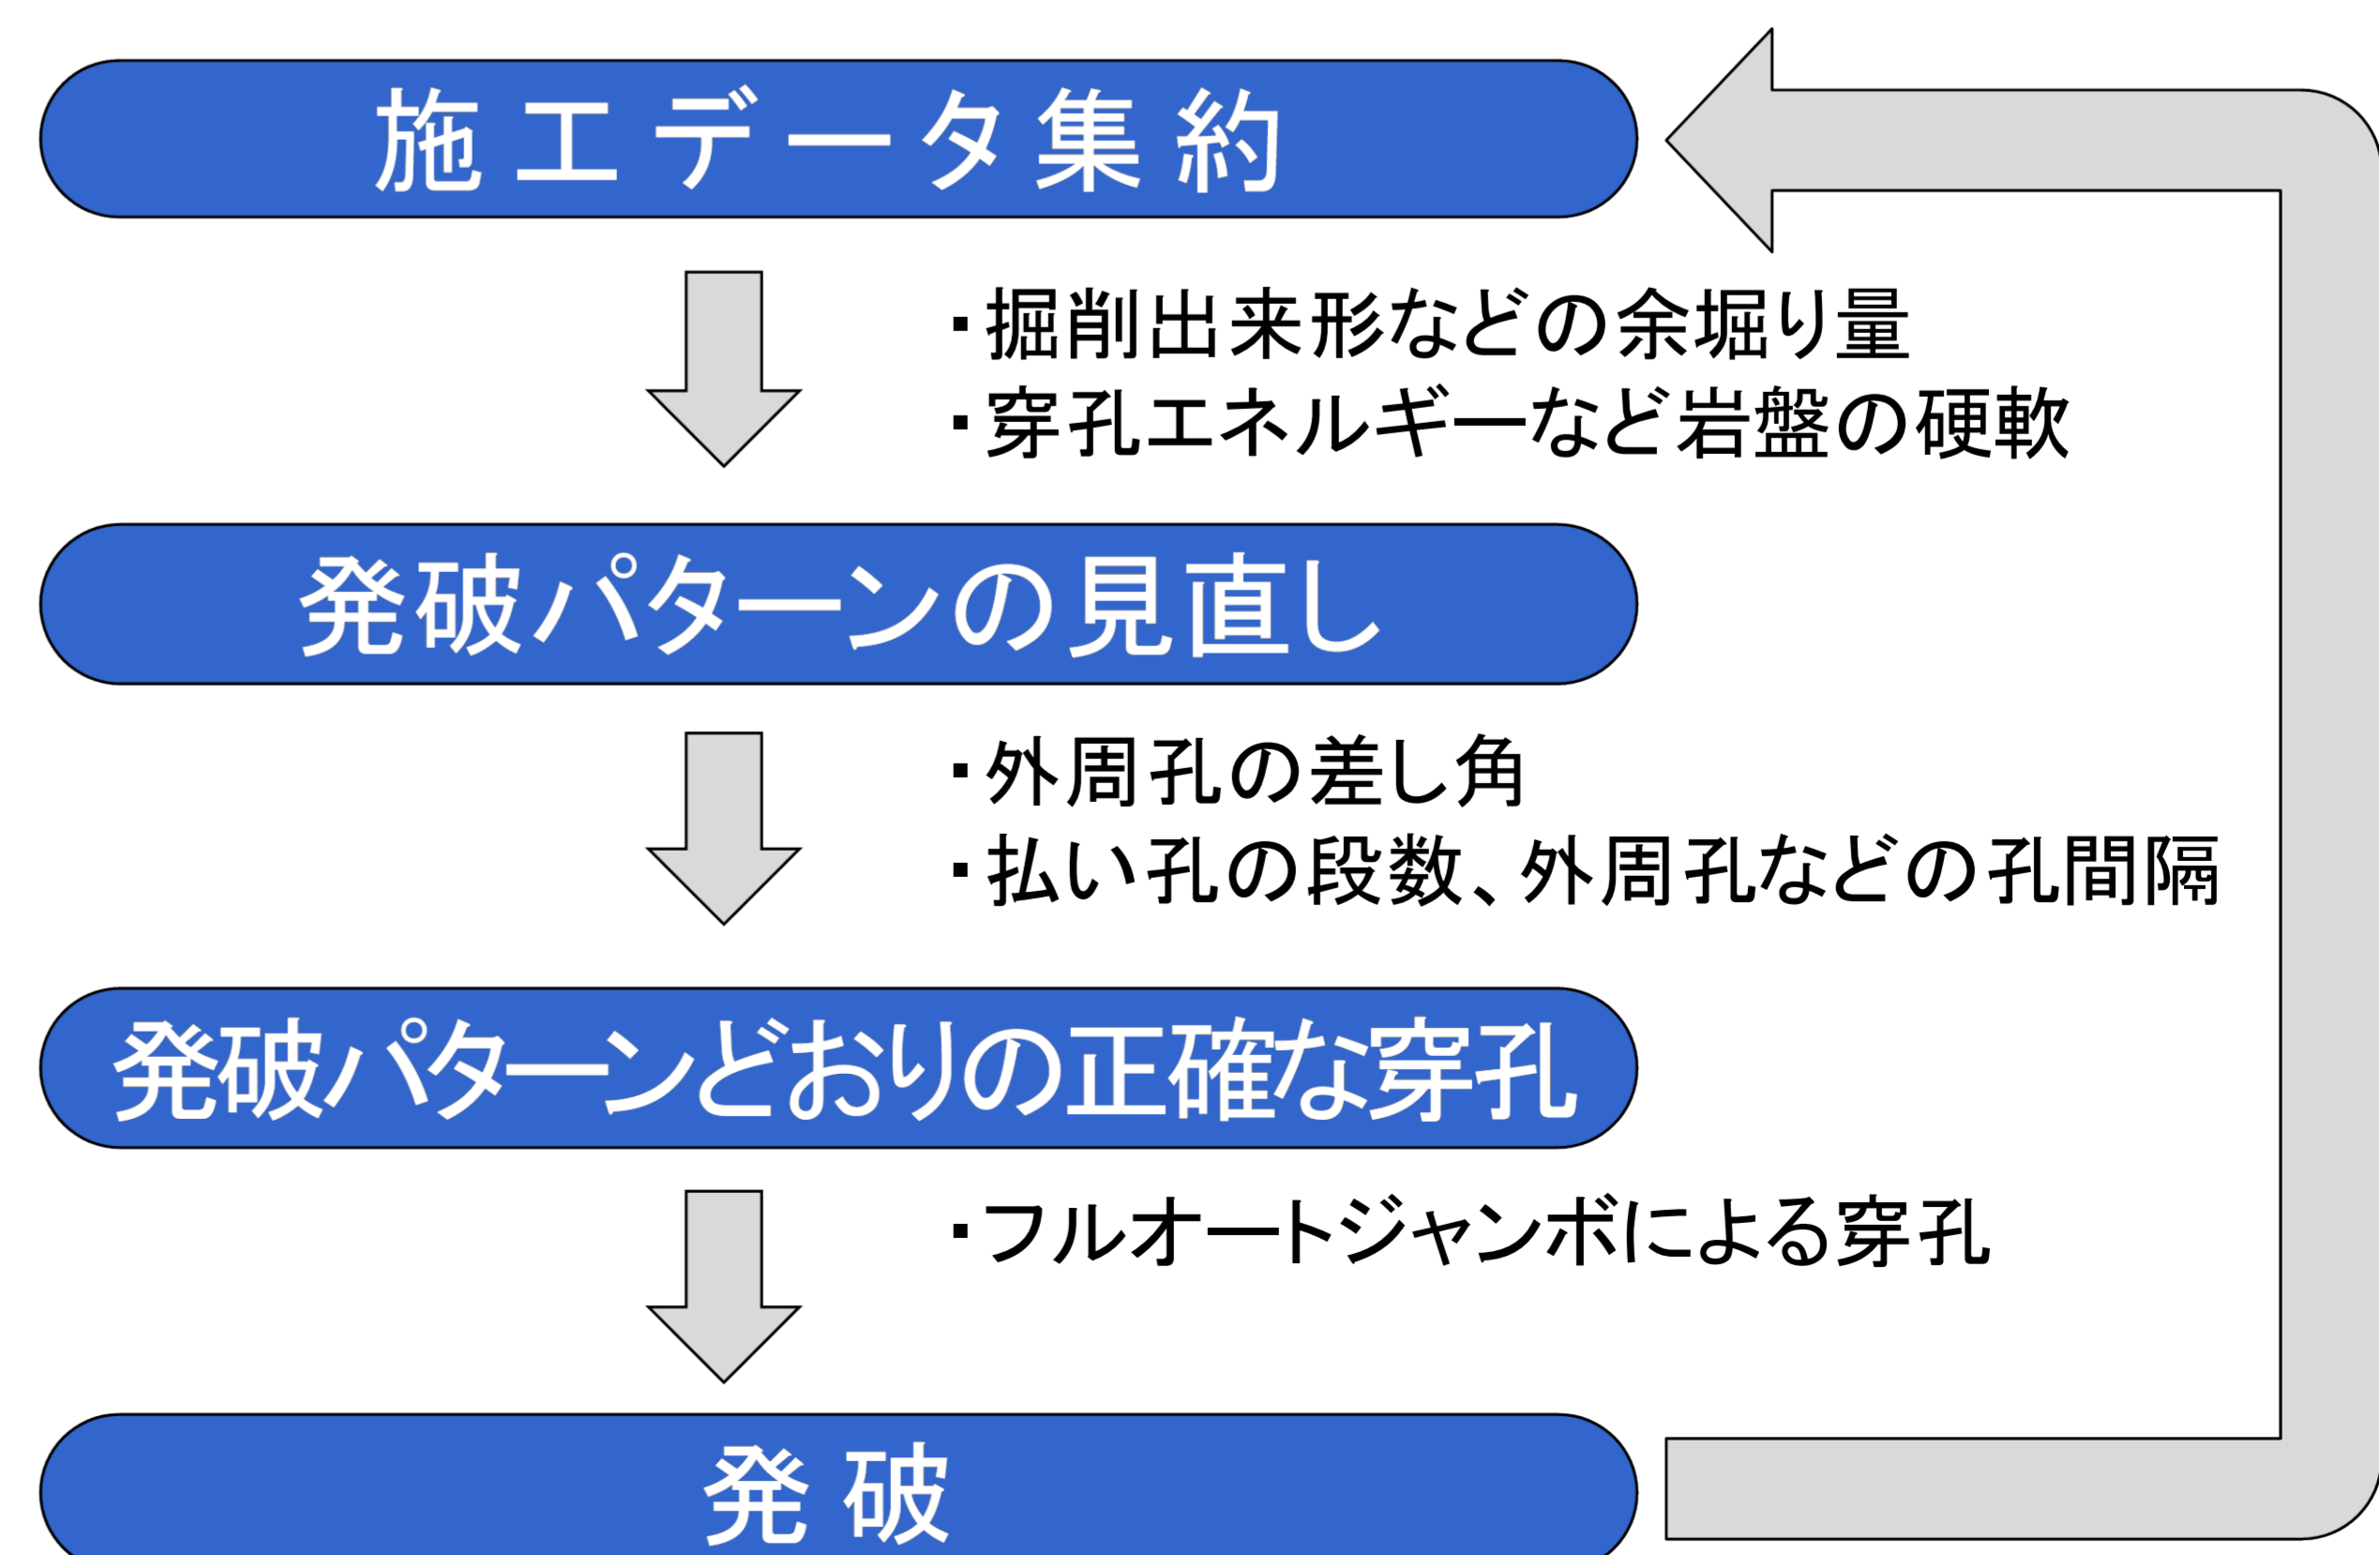 施工データ集約
・掘削出来形などの余堀り量
・穿孔エネルギーなど岩盤の硬軟
発破パターンの見直し
・外周孔の差し角
・払い孔の段数、外周孔などの孔間隔
発破パターンどおりの正確な穿孔
・フルオートジャンボによる穿孔
発破